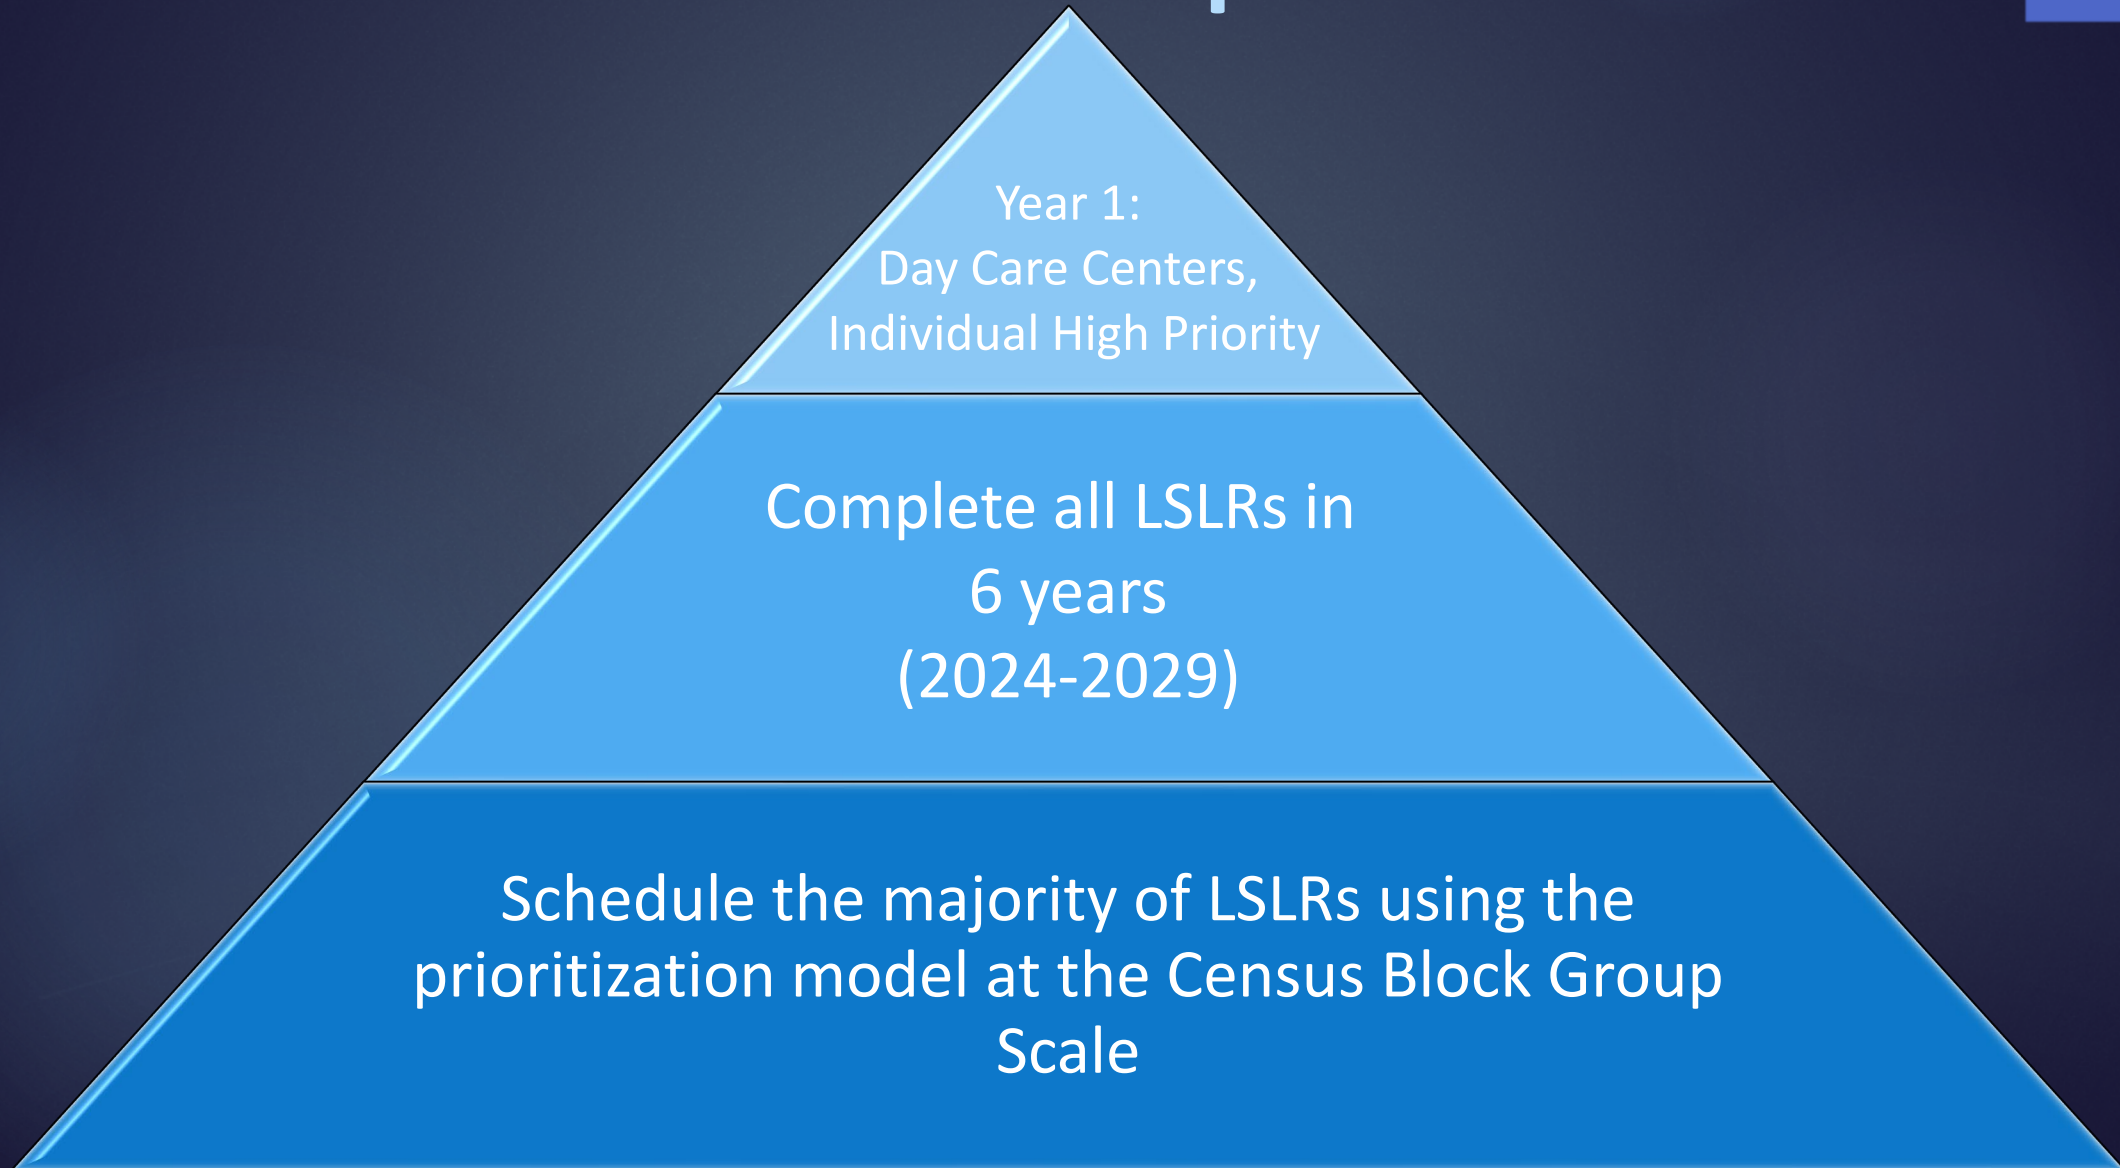 Year 1:
Day Care Centers,
Individual High Priority
Complete all LSLRs in
6 years
(2024-2029)
Schedule the majority of LSLRs using the
prioritization model at the Census Block Group
Scale